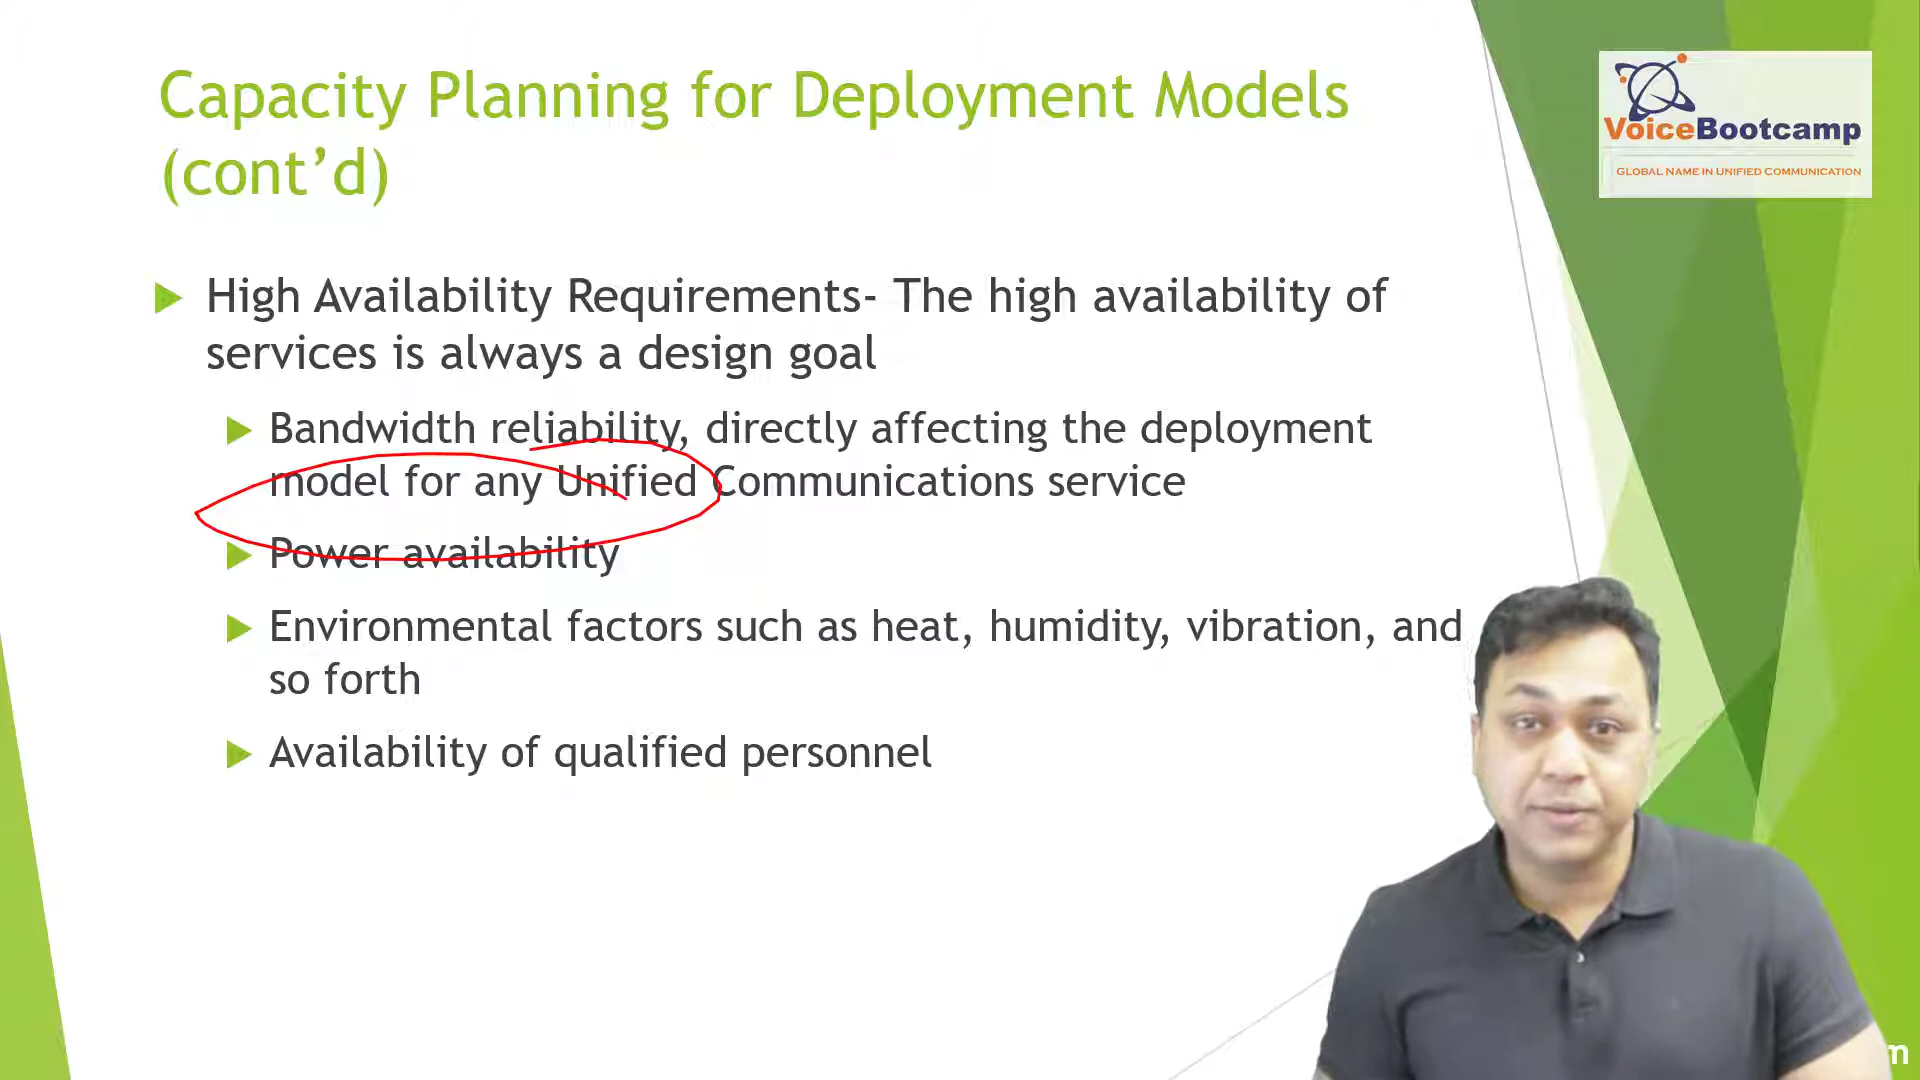 Capacity Planning for Deployment Models
(cont’d)
VoiceBootcamp
GLOBAL NAME IN UNIFIED COMMUNICATION
High Availability Requirements- The high availability of
services is always a design goal
Bandwidth reliability, directly affecting the deployment
model for any Unified Communications service
Power availability
Environmental factors such as heat, humidity, vibration, and
so forth
Availability of qualified personnel